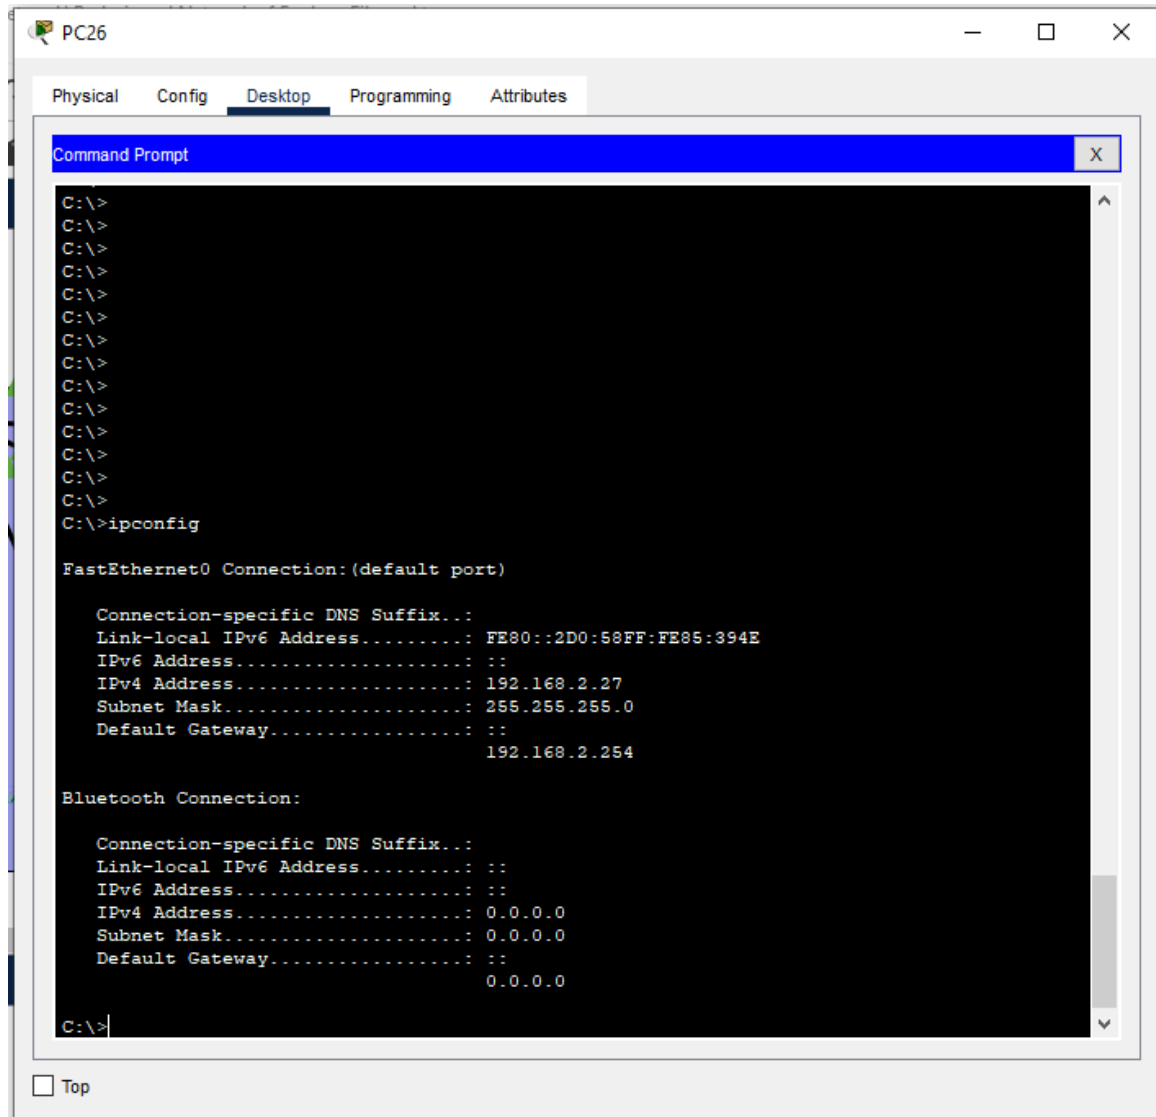 PC26
Physical Config Desktop Programming Attributes
Command Prompt
X
C:\>
C:\>
C:\>
C:\>
C:\>
C:\>
C:\>
C:\>
C:\>
C:\>
C:\>
C:\>
C:\>
C:\>
C:\>ipconfig
FastEthernet0 Connection:(default port)
Connection-specific DNS Suffix..:
Link-local IPv6 Address.........: FE80::2D0:58FF:FE85:394E
IPv6 Address....................: ::
IPv4 Address....................: 192.168.2.27
Subnet Mask.....................: 255.255.255.0
Default Gateway.................: ::
192.168.2.254
Bluetooth Connection:
Connection-specific DNS Suffix..:
Link-local IPv6 Address.........: ::
IPv6 Address....................: ::
IPv4 Address....................: 0.0.0.0
Subnet Mask.....................: 0.0.0.0
Default Gateway.................: ::
0.0.0.0
C:\>
Top